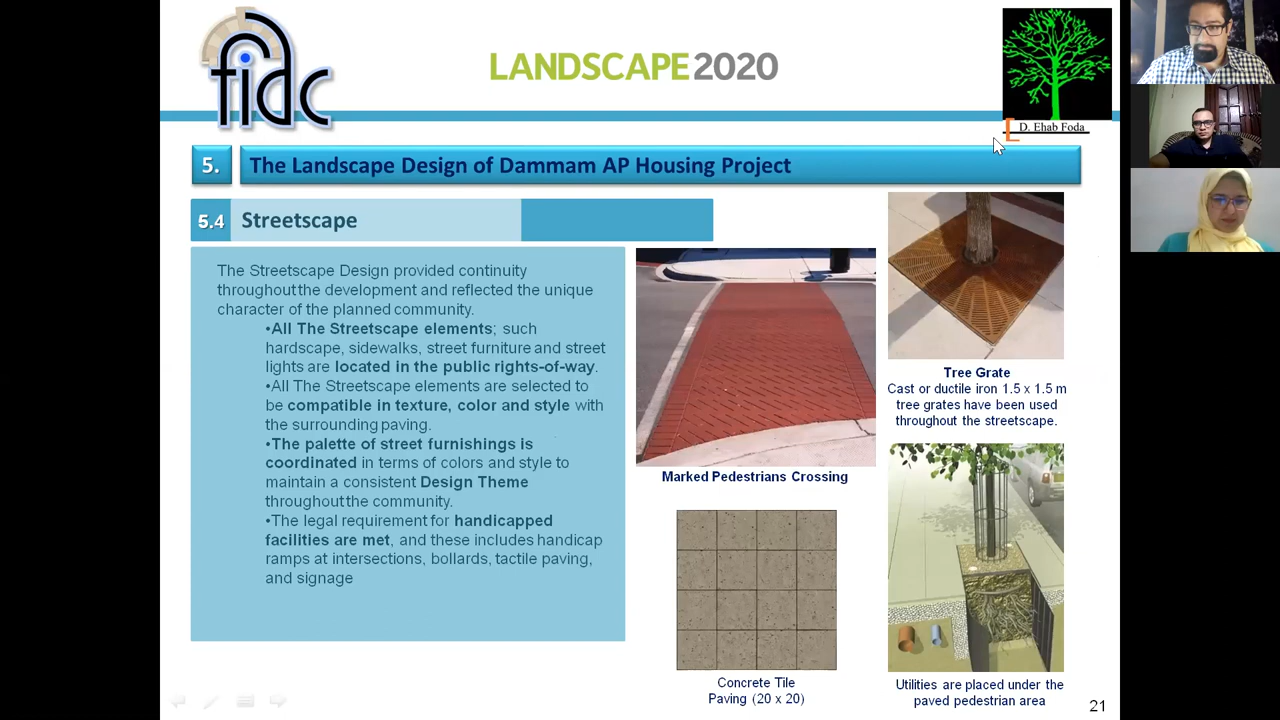 fidc
LANDSCAPE2020
D. Ehab Foda
5. The Landscape Design of Dammam AP Housing Project
5.4 Streetscape
The Streetscape Design provided continuity
throughout the development and reflected the unique
character of the planned community.
•All The Streetscape elements; such
hardscape, sidewalks, street furniture and street
lights are located in the public rights-of-way.
•All The Streetscape elements are selected to
be compatible in texture, color and style with
the surrounding paving.
•The palette of street furnishings is
coordinated in terms of colors and style to
maintain a consistent Design Theme
throughout the community.
•The legal requirement for handicapped
facilities are met, and these includes handicap
ramps at intersections, bollards, tactile paving,
and signage
Marked Pedestrians Crossing
Concrete Tile
Paving (20 x 20)
Tree Grate
Cast or ductile iron 1.5 x 1.5 m
tree grates have been used
throughout the streetscape.
Utilities are placed under the
paved pedestrian area
21